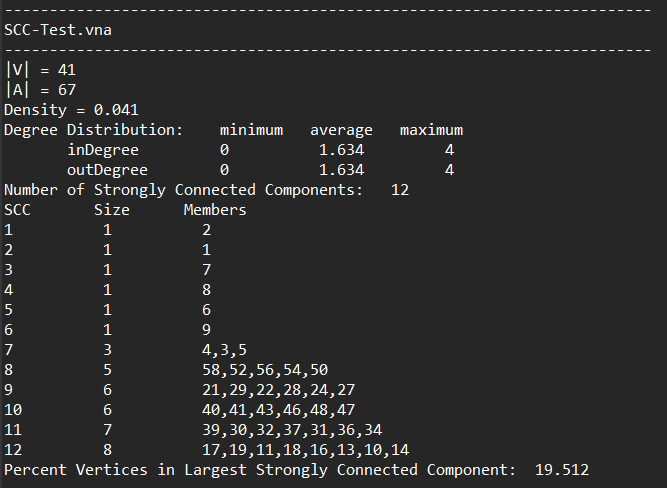 ------------------------------------------------------------------------
SCC-Test.vna
------------------------------------------------------------------------
|V| = 41
|A| = 67
Density = 0.041
Degree Distribution:    minimum   average   maximum
       inDegree         0          1.634         4
       outDegree        0          1.634         4
Number of Strongly Connected Components:   12
SCC        Size      Members
1          1          2
2          1          1
3          1          7
4          1          8
5          1          6
6          1          9
7          3          4,3,5
8          5          58,52,56,54,50
9          6          21,29,22,28,24,27
10         6          40,41,43,46,48,47
11         7          39,30,32,37,31,36,34
12         8          17,19,11,18,16,13,10,14
Percent Vertices in Largest Strongly Connected Component:  19.512